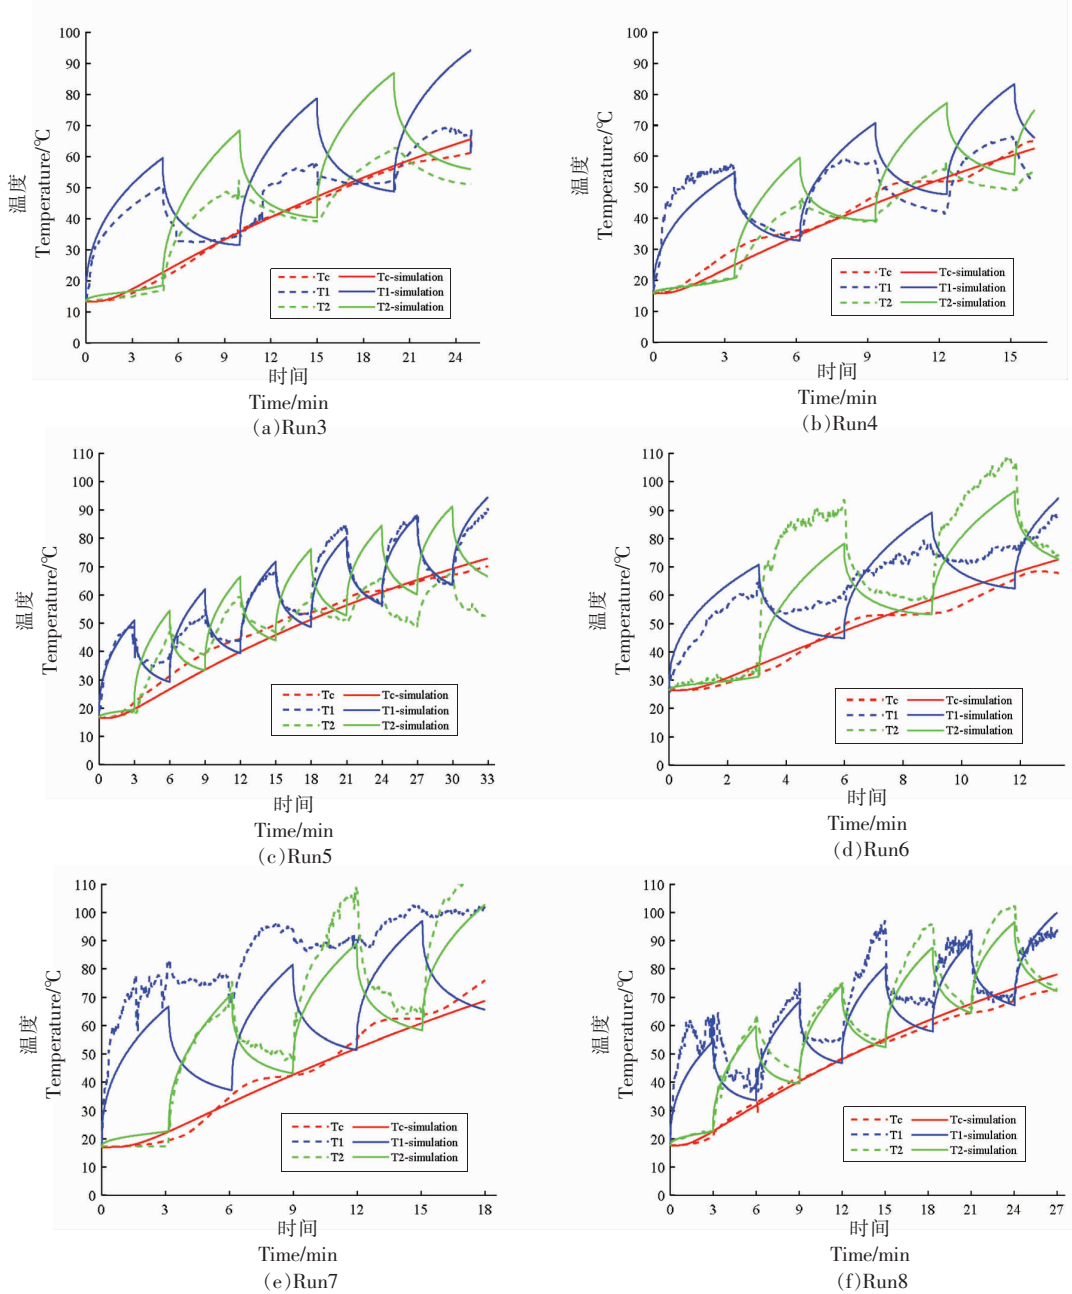 100
90
80
70
60
50
40
30
20
10
0
温度
Temperature/℃
Tc
Tc-simulation
T1
T1-simulation
T2
T2-simulation
0 3 6 9 12 15 18 20 24
时间
Time/min
(a)Run3
100
90
80
70
60
50
40
30
20
10
0
温度
Temperature/℃
Tc
Tc-simulation
T1
T1-simulation
T2
T2-simulation
0 3 6 9 12 15
时间
Time/min
(b)Run4
110
100
90
80
70
60
50
40
30
20
10
0
温度
Temperature/℃
Tc
Tc-simulation
T1
T1-simulation
T2
T2-simulation
0 3 6 9 12 15 18 21 24 27 30 33
时间
Time/min
(c)Run5
110
100
90
80
70
60
50
40
30
20
10
0
温度
Temperature/℃
Tc
Tc-simulation
T1
T1-simulation
T2
T2-simulation
0 2 4 6 8 10 12
时间
Time/min
(d)Run6
110
100
90
80
70
60
50
40
30
20
10
0
温度
Temperature/℃
Tc
Tc-simulation
T1
T1-simulation
T2
T2-simulation
0 3 6 9 12 15 18
时间
Time/min
(e)Run7
110
100
90
80
70
60
50
40
30
20
10
0
温度
Temperature/℃
Tc
Tc-simulation
T1
T1-simulation
T2
T2-simulation
0 3 6 9 12 15 18 21 24 27
时间
Time/min
(f)Run8